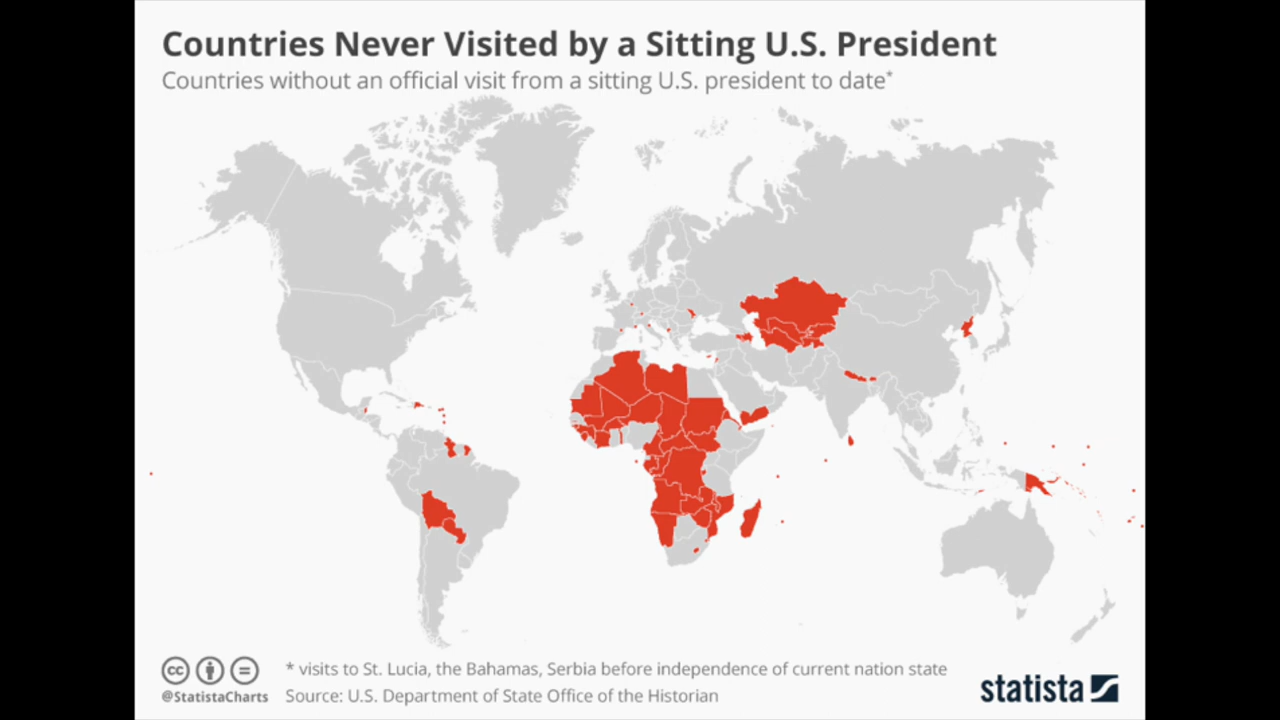 Countries Never Visited by a Sitting U.S. President
Countries without an official visit from a sitting U.S. president to date*
* visits to St. Lucia, the Bahamas, Serbia before independence of current nation state
cc
@StatistaCharts
Source: U.S. Department of State Office of the Historian
statista